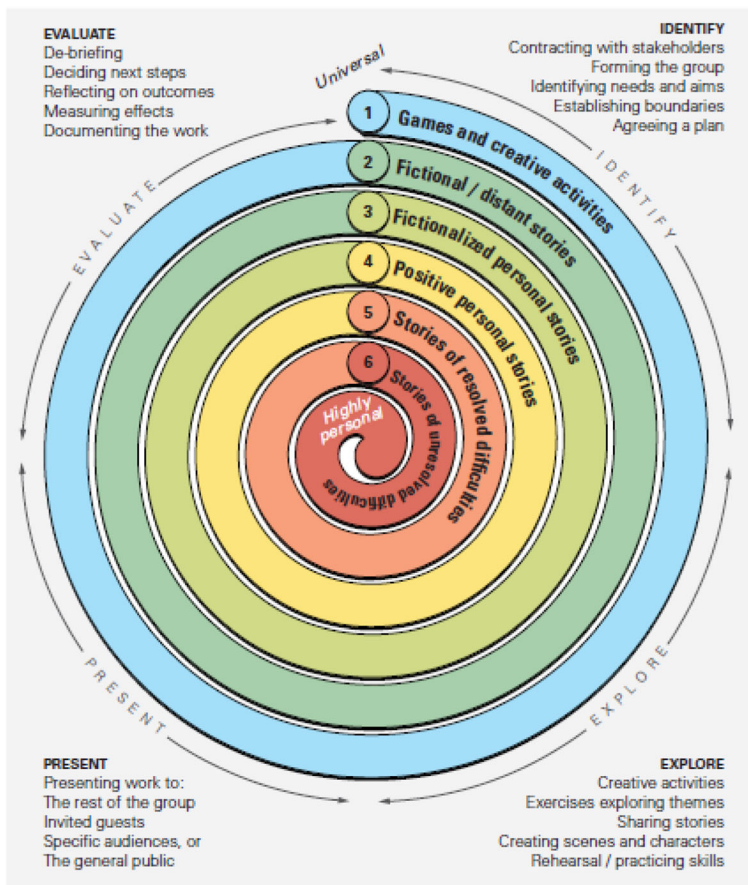 EVALUATE
De-briefing
Deciding next steps
Reflecting on outcomes
Measuring effects
Documenting the work
IDENTIFY
Contracting with stakeholders
Forming the group
Identifying needs and aims
Establishing boundaries
Agreeing a plan
Universal
1 Games and creative activities
2 Fictional / distant stories
3 Fictionalized personal stories
4 Positive personal stories
5 Stories of resolved difficulties
6 Stories of unresolved difficulties
Highly
personal
EVALUATE
IDENTIFY
PRESENT
EXPLORE
PRESENT
Presenting work to:
The rest of the group
Invited guests
Specific audiences, or
The general public
EXPLORE
Creative activities
Exercises exploring themes
Sharing stories
Creating scenes and characters
Rehearsal / practicing skills